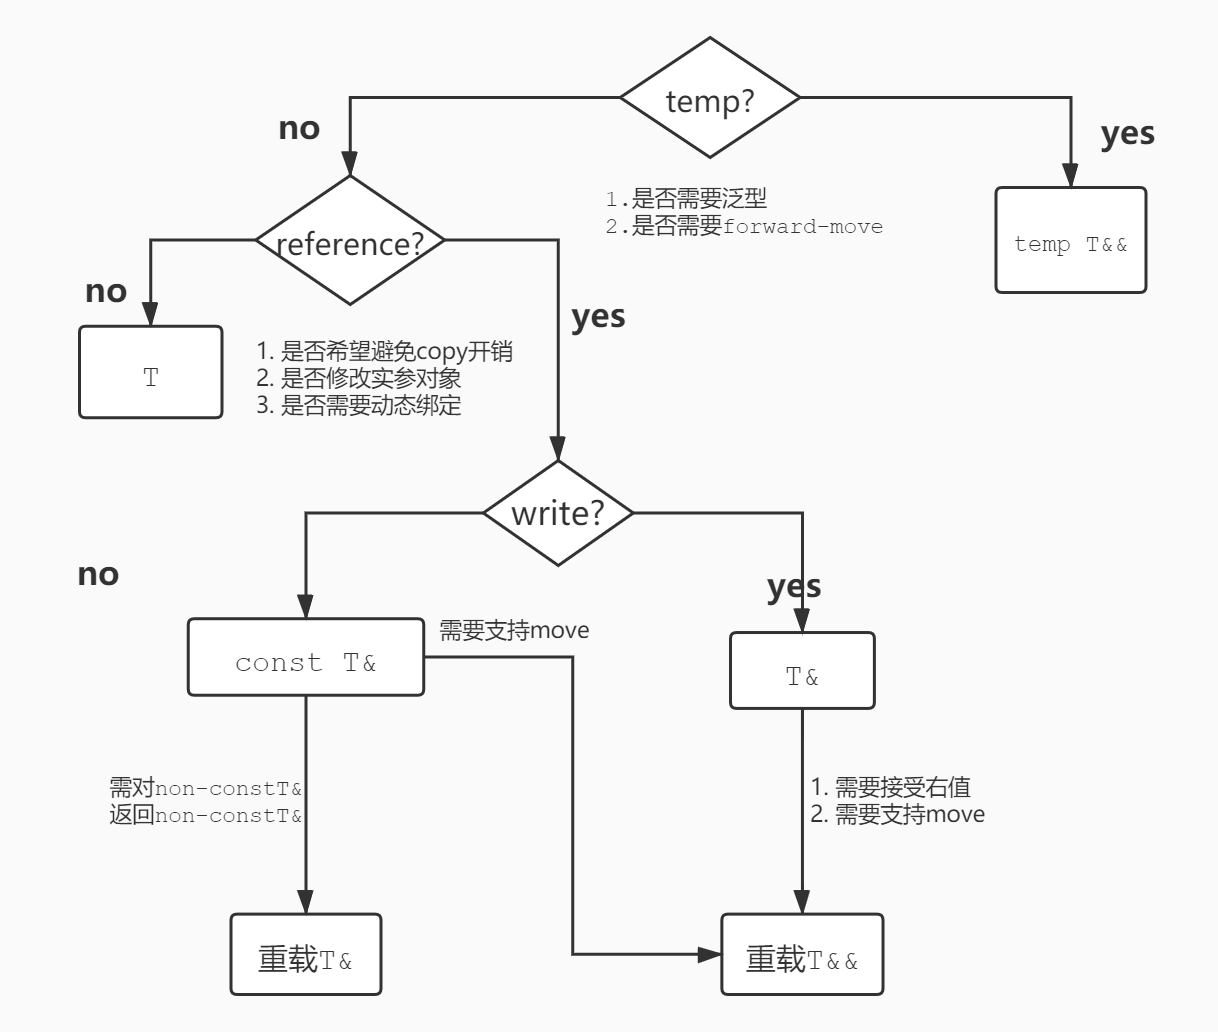 temp?
no
yes
1.是否需要泛型
2.是否需要forward-move
temp T&&
reference?
no
yes
T
1. 是否希望避免copy开销
2. 是否修改实参对象
3. 是否需要动态绑定
write?
no
yes
const T&
需要支持move
T&
需对non-constT&
返回non-constT&
1. 需要接受右值
2. 需要支持move
重载T&
重载T&&